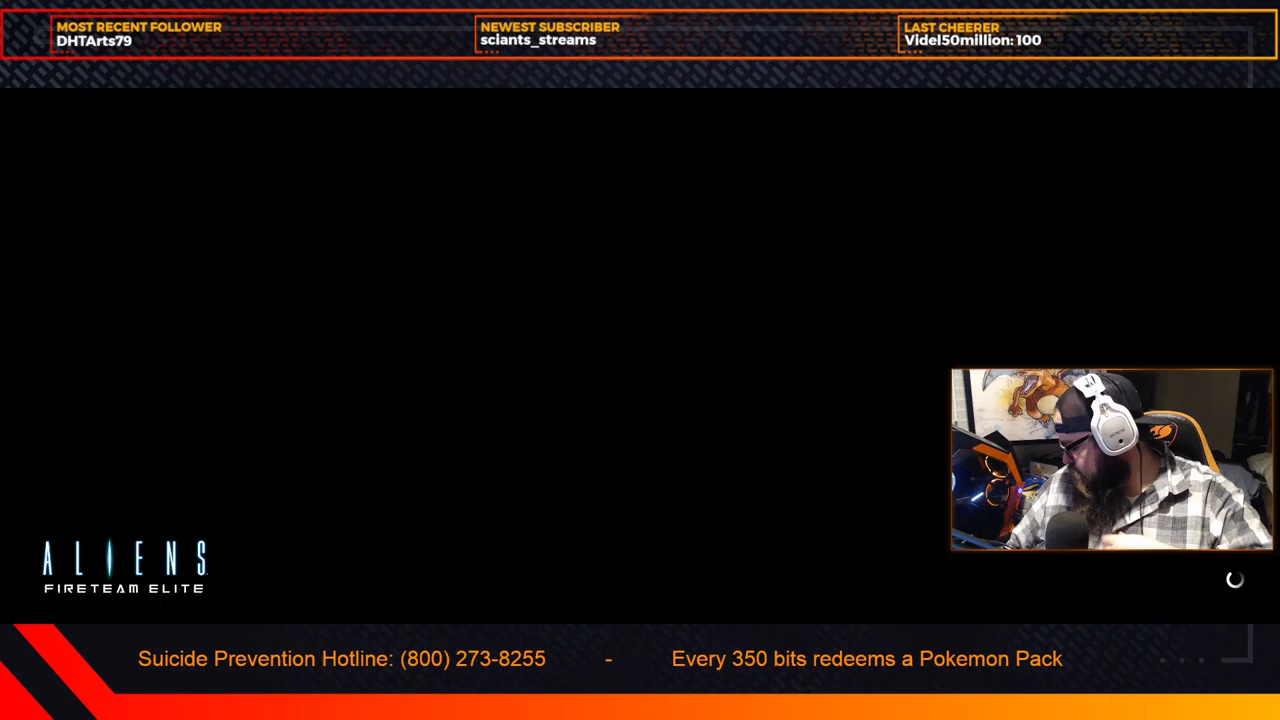 MOST RECENT FOLLOWER
DHTArts79
NEWEST SUBSCRIBER
sciants_streams
LAST CHEERER
Videl50million: 100
ALIENS
FIRETEAM ELITE
Suicide Prevention Hotline: (800) 273-8255 - Every 350 bits redeems a Pokemon Pack